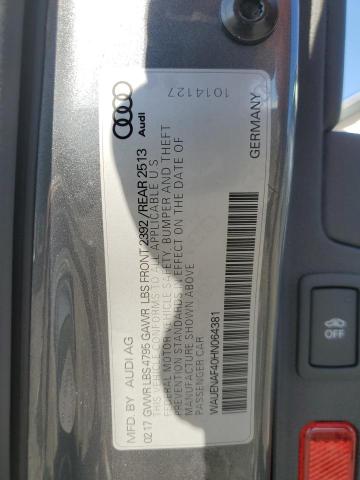 Audi
1014127
MFD. BY AUDI AG
02 17 GVWR LBS 4795 GAWR LBS FRONT 2392 / REAR 2513
THIS VEHICLE CONFORMS TO ALL APPLICABLE U S
FEDERAL MOTOR VEHICLE SAFETY, BUMPER AND THEFT
PREVENTION STANDARDS IN EFFECT ON THE DATE OF
MANUFACTURE SHOWN ABOVE
PASSENGER CAR
WAUENAF40HN064381
GERMANY
OFF